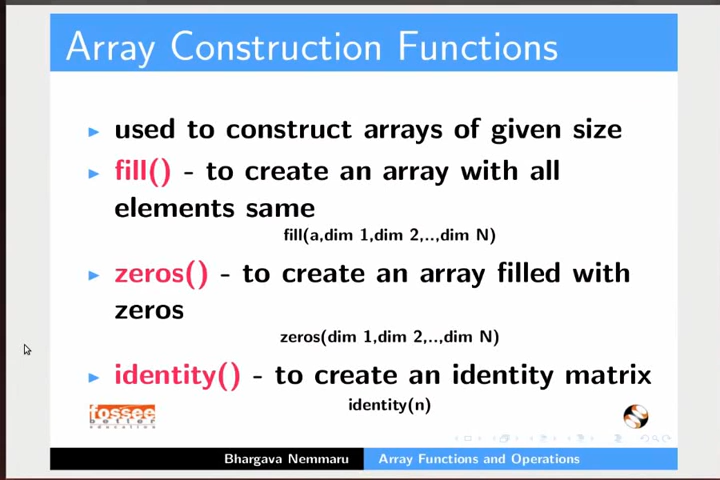 Array Construction Functions
used to construct arrays of given size
fill() - to create an array with all
elements same
fill(a,dim 1,dim 2,..,dim N)
zeros() - to create an array filled with
zeros
zeros(dim 1,dim 2,..,dim N)
identity() - to create an identity matrix
identity(n)
fossee
better
education
Bhargava Nemmaru Array Functions and Operations